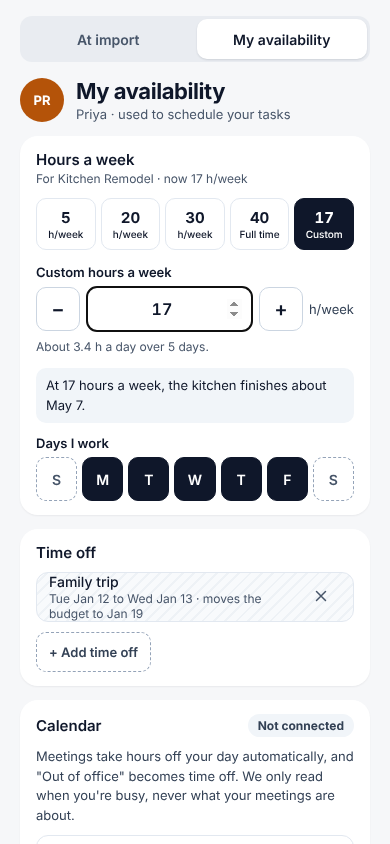 At import
My availability
PR
My availability
Priya · used to schedule your tasks
Hours a week
For Kitchen Remodel · now 17 h/week
5
h/week
20
h/week
30
h/week
40
Full time
17
Custom
Custom hours a week
−
17
+
h/week
About 3.4 h a day over 5 days.
At 17 hours a week, the kitchen finishes about
May 7.
Days I work
S
M
T
W
T
F
S
Time off
Family trip
Tue Jan 12 to Wed Jan 13 · moves the
budget to Jan 19
+ Add time off
Calendar
Not connected
Meetings take hours off your day automatically, and
"Out of office" becomes time off. We only read
when you're busy, never what your meetings are
about.